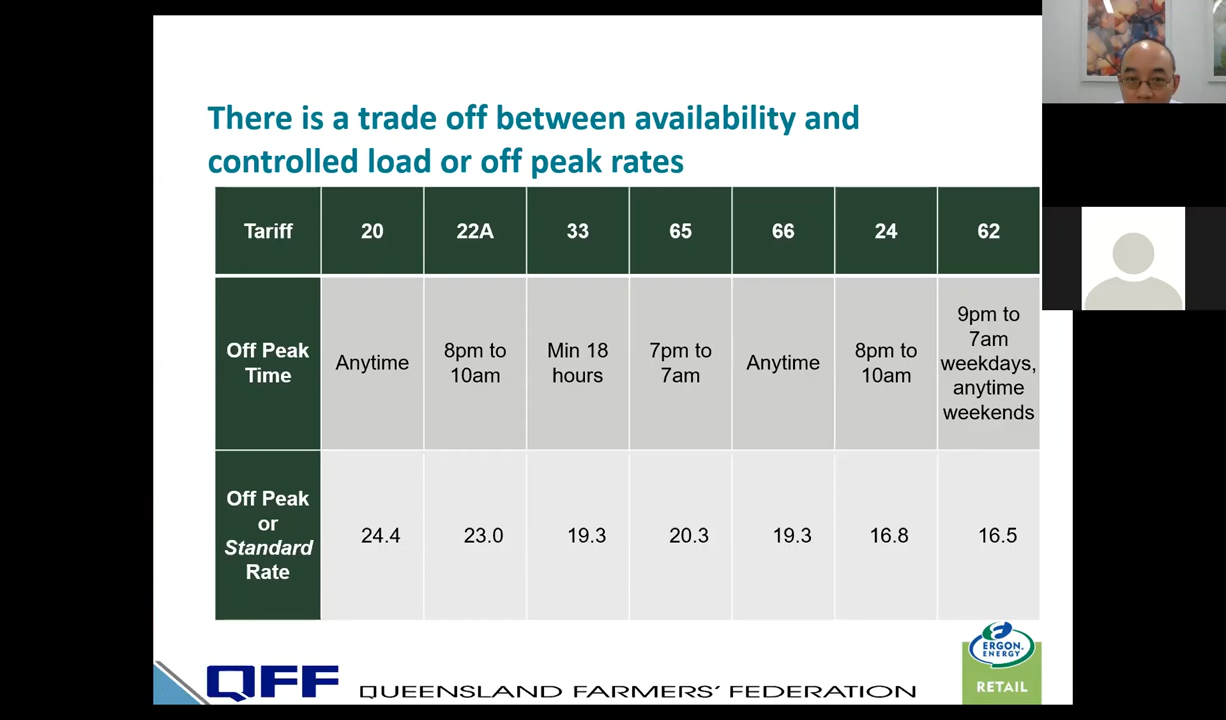 There is a trade off between availability and
controlled load or off peak rates
Tariff 20 22A 33 65 66 24 62
Off Peak
Time
Anytime
8pm to
10am
Min 18
hours
7pm to
7am
Anytime
8pm to
10am
9pm to
7am
weekdays,
anytime
weekends
Off Peak
or
Standard
Rate
24.4 23.0 19.3 20.3 19.3 16.8 16.5
QFF QUEENSLAND FARMERS' FEDERATION
ERGON.
ENERGY
RETAIL